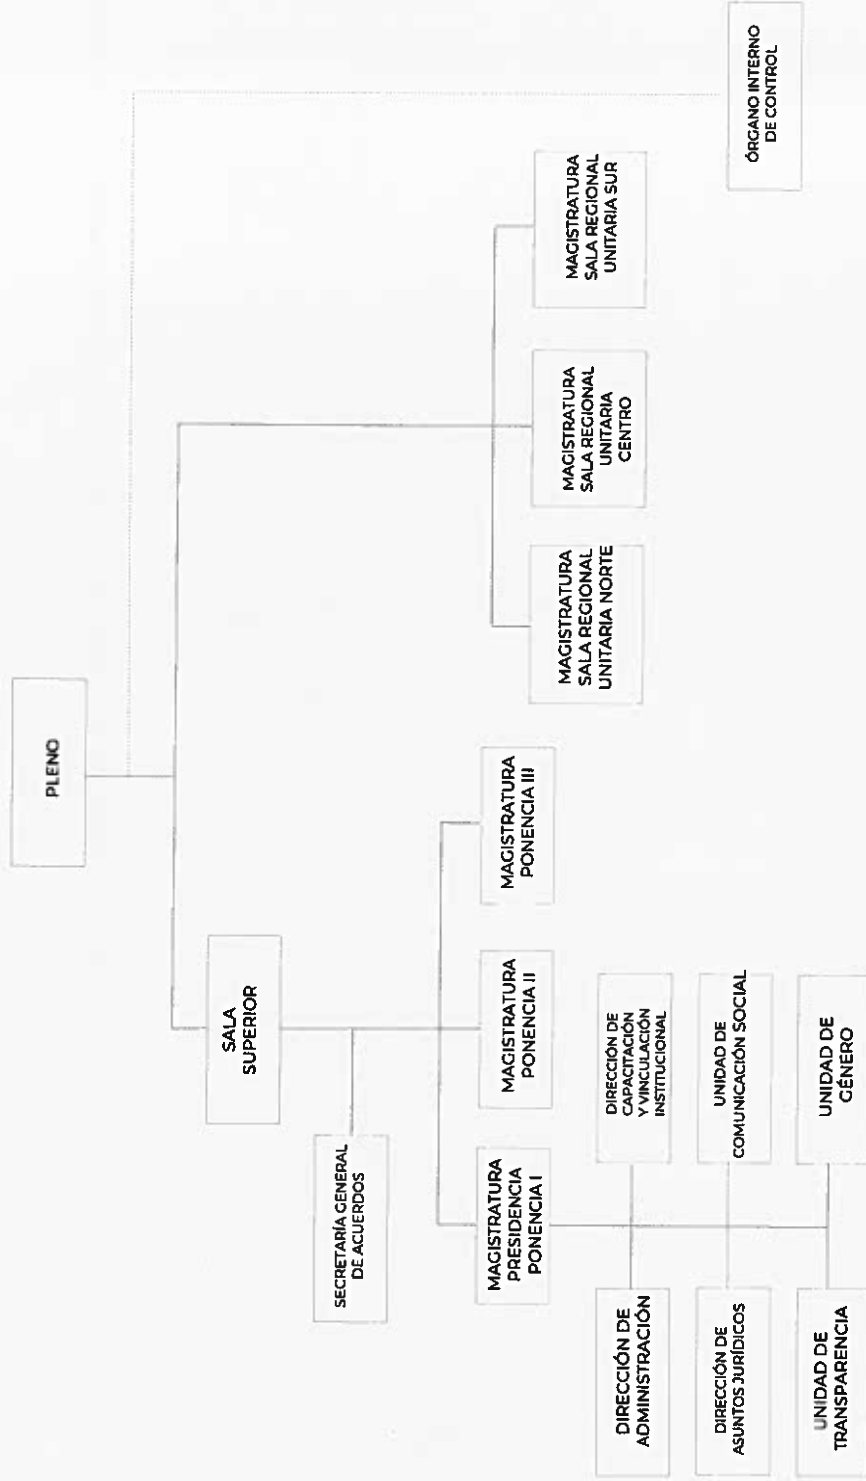 PLENO
SALA
SUPERIOR
SECRETARÍA GENERAL
DE ACUERDOS
MAGISTRATURA
PRESIDENCIA
PONENCIA I
MAGISTRATURA
PONENCIA II
MAGISTRATURA
PONENCIA III
MAGISTRATURA
SALA REGIONAL
UNITARIA NORTE
MAGISTRATURA
SALA REGIONAL
UNITARIA
CENTRO
MAGISTRATURA
SALA REGIONAL
UNITARIA SUR
DIRECCIÓN DE
ADMINISTRACIÓN
DIRECCIÓN DE
CAPACITACIÓN
Y VINCULACIÓN
INSTITUCIONAL
DIRECCIÓN DE
ASUNTOS JURÍDICOS
UNIDAD DE
COMUNICACIÓN SOCIAL
UNIDAD DE
TRANSPARENCIA
UNIDAD DE
GÉNERO
ÓRGANO INTERNO
DE CONTROL